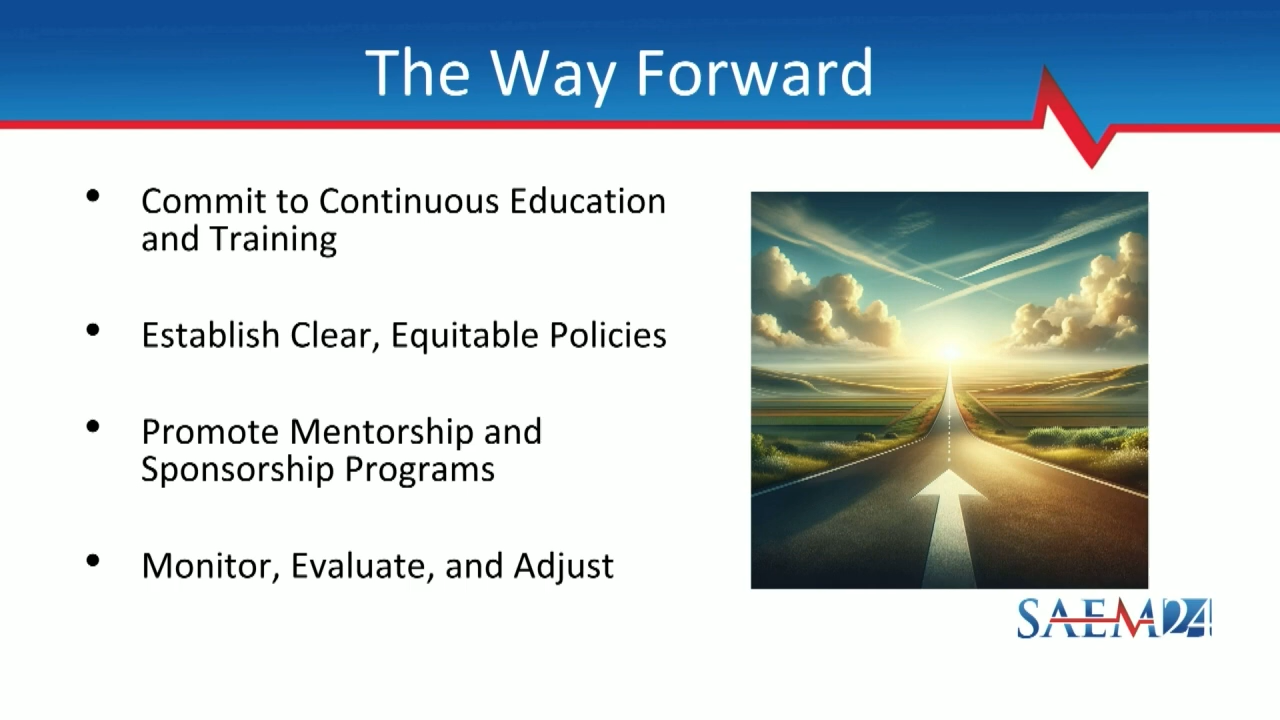 The Way Forward
• Commit to Continuous Education
and Training
• Establish Clear, Equitable Policies
• Promote Mentorship and
Sponsorship Programs
• Monitor, Evaluate, and Adjust
SAEM24